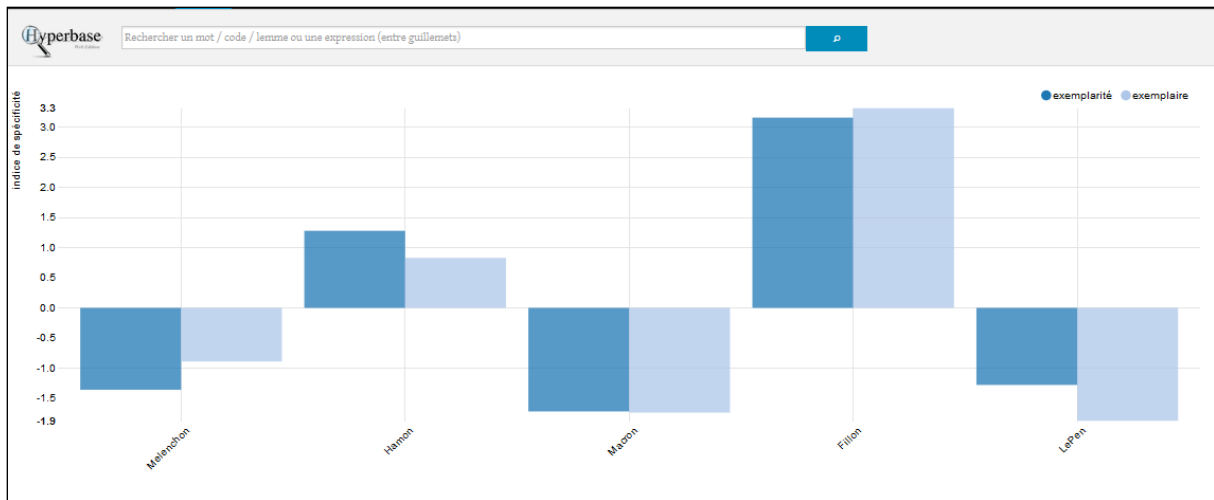 Hyperbase
Web Edition
Rechercher un mot / code / lemme ou une expression (entre guillemets)
exemplarité exemplaire
indice de spécificité
3.3
3.0
2.5
2.0
1.5
1.0
0.5
0.0
-0.5
-1.0
-1.5
-1.9
Melenchon
Hamon
Macron
Fillon
LePen